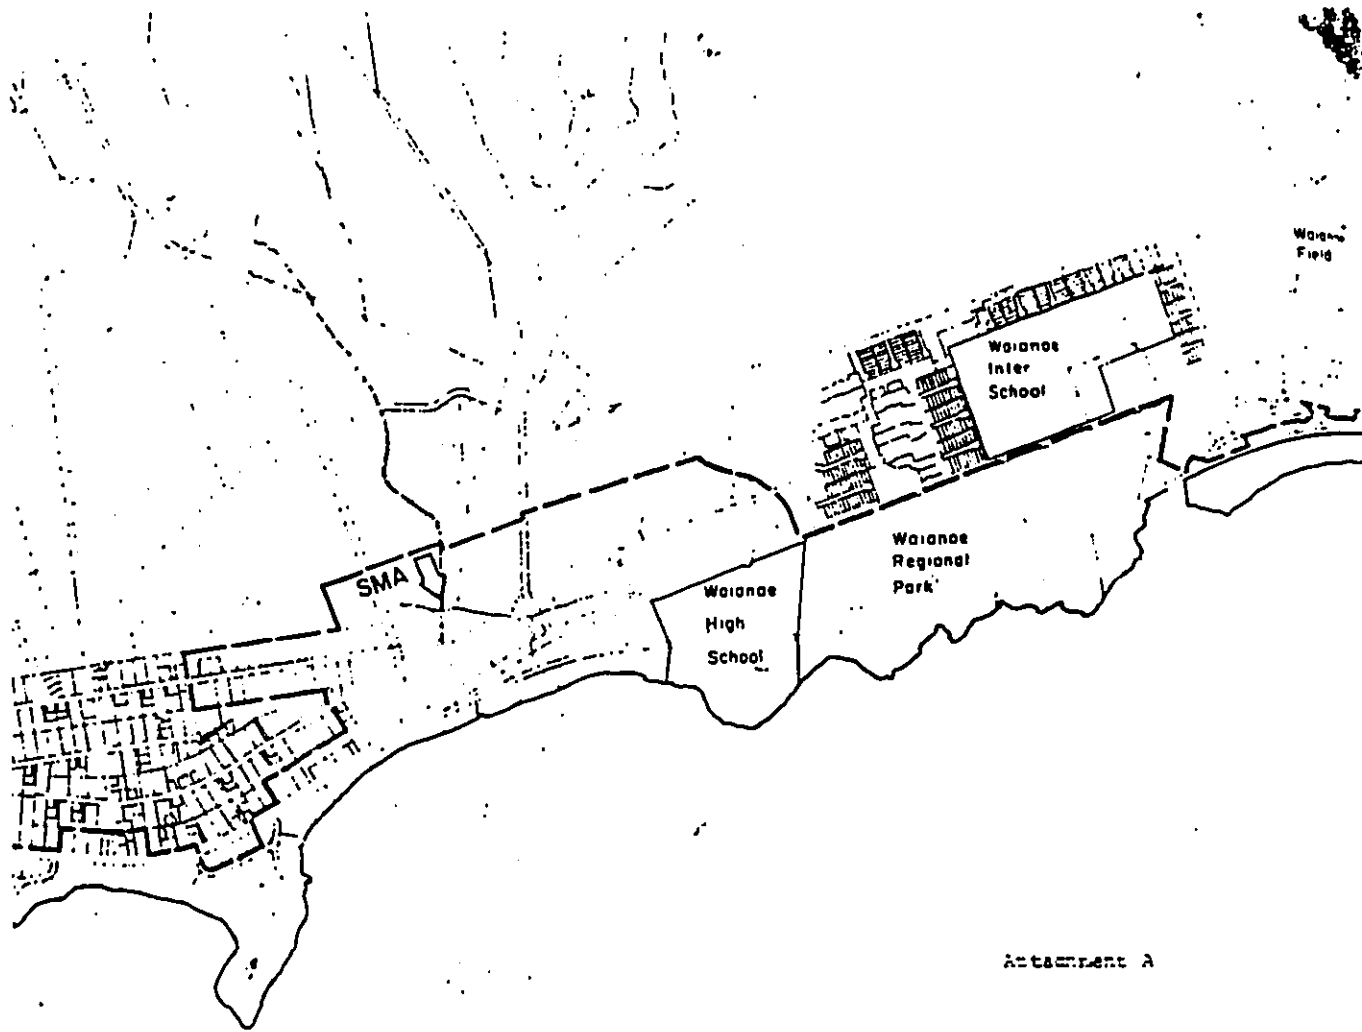 Waianae
Field
Waianae
Inter
School
Waianae
Regional
Park
SMA
Waianae
High
School
Attachment A